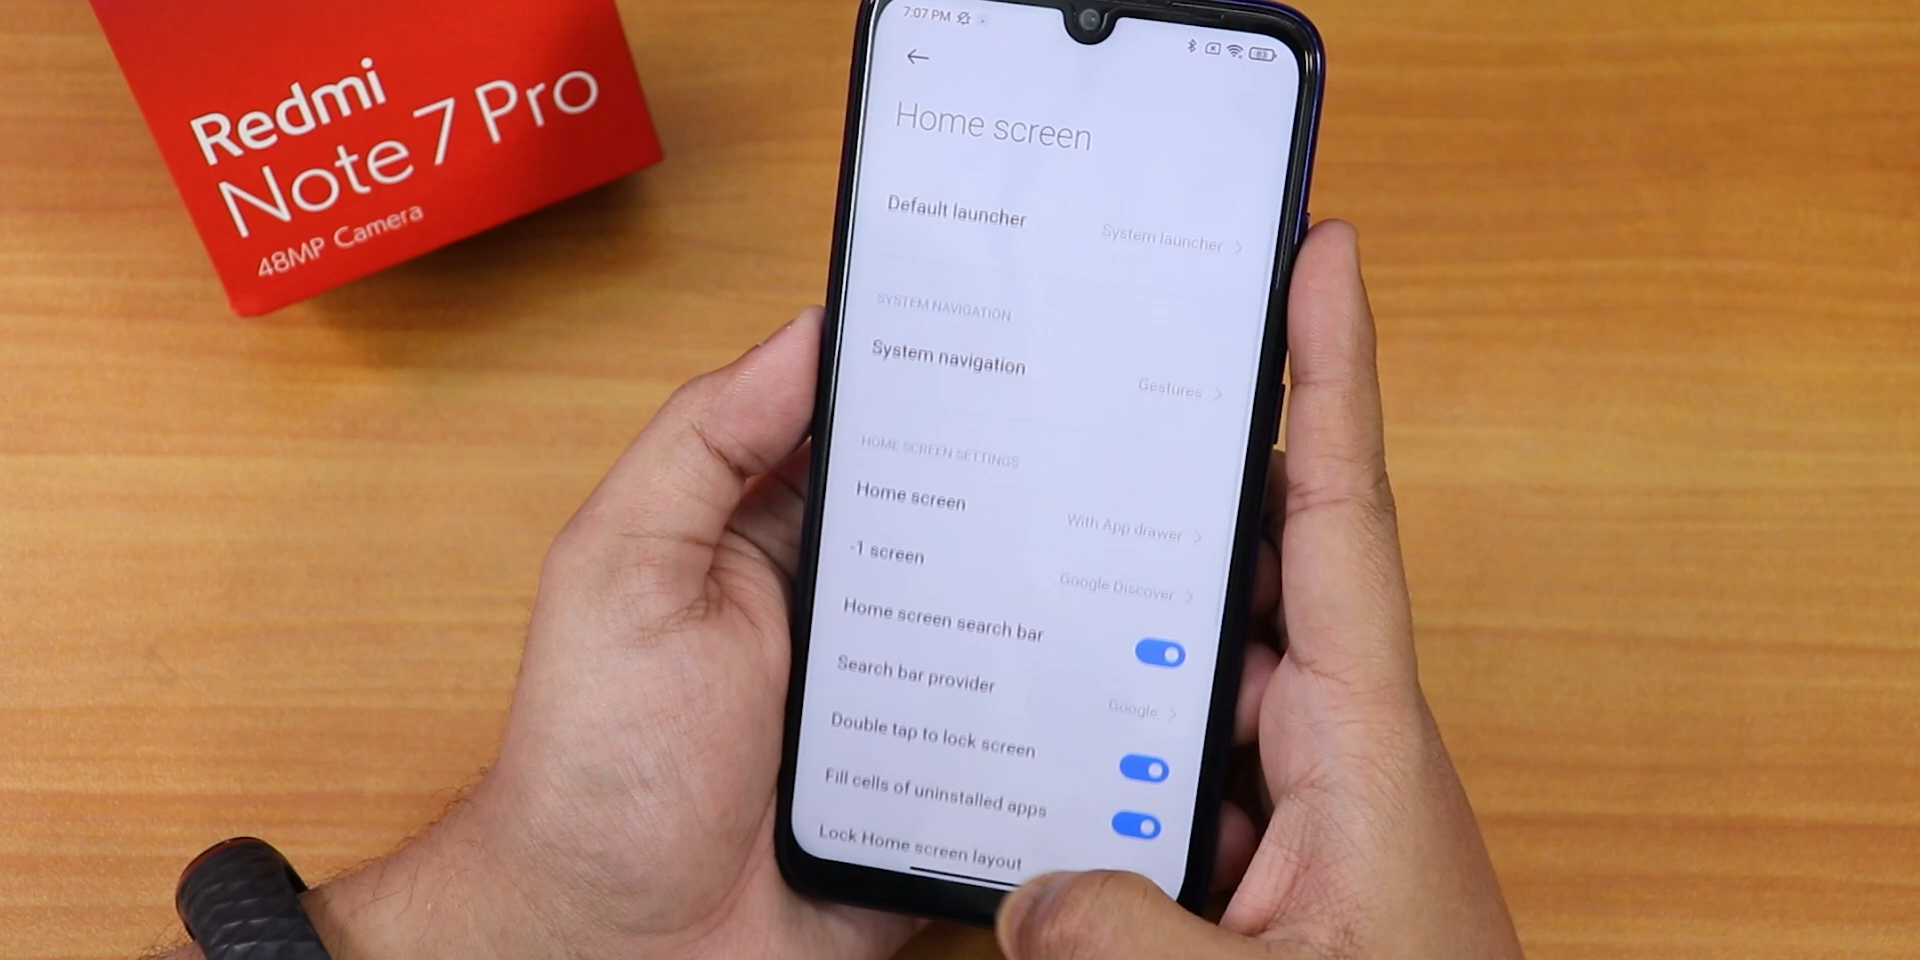 Redmi
Note 7 Pro
48MP Camera
7:07 PM
83
Home screen
Default launcher
System launcher
SYSTEM NAVIGATION
System navigation
Gestures
HOME SCREEN SETTINGS
Home screen
With App drawer
-1 screen
Google Discover
Home screen search bar
Search bar provider
Google
Double tap to lock screen
Fill cells of uninstalled apps
Lock Home screen layout